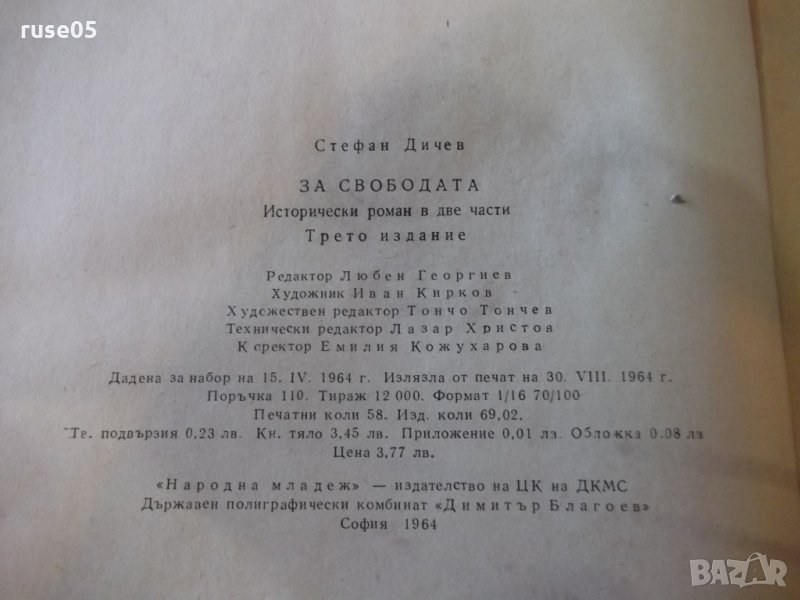 ruse05
Стефан Дичев
ЗА СВОБОДАТА
Исторически роман в две части
Трето издание
Редактор Любен Георгиев
Художник Иван Кирков
Художествен редактор Тончо Тончев
Технически редактор Лазар Христов
Коректор Емилия Кожухарова
Дадена за набор на 15. IV. 1964 г. Излязла от печат на 30. VIII. 1964 г.
Поръчка 110. Тираж 12 000. Формат 1/16 70/100
Печатни коли 58. Изд. коли 69,02.
Тв. подвързия 0,23 лв. Кн. тяло 3,45 лв. Приложение 0,01 лв. Обложка 0.08 лв
Цена 3,77 лв.
«Народна младеж» — издателство на ЦК на ДКМС
Държавен полиграфически комбинат «Димитър Благоев»
София 1964
BAZAR